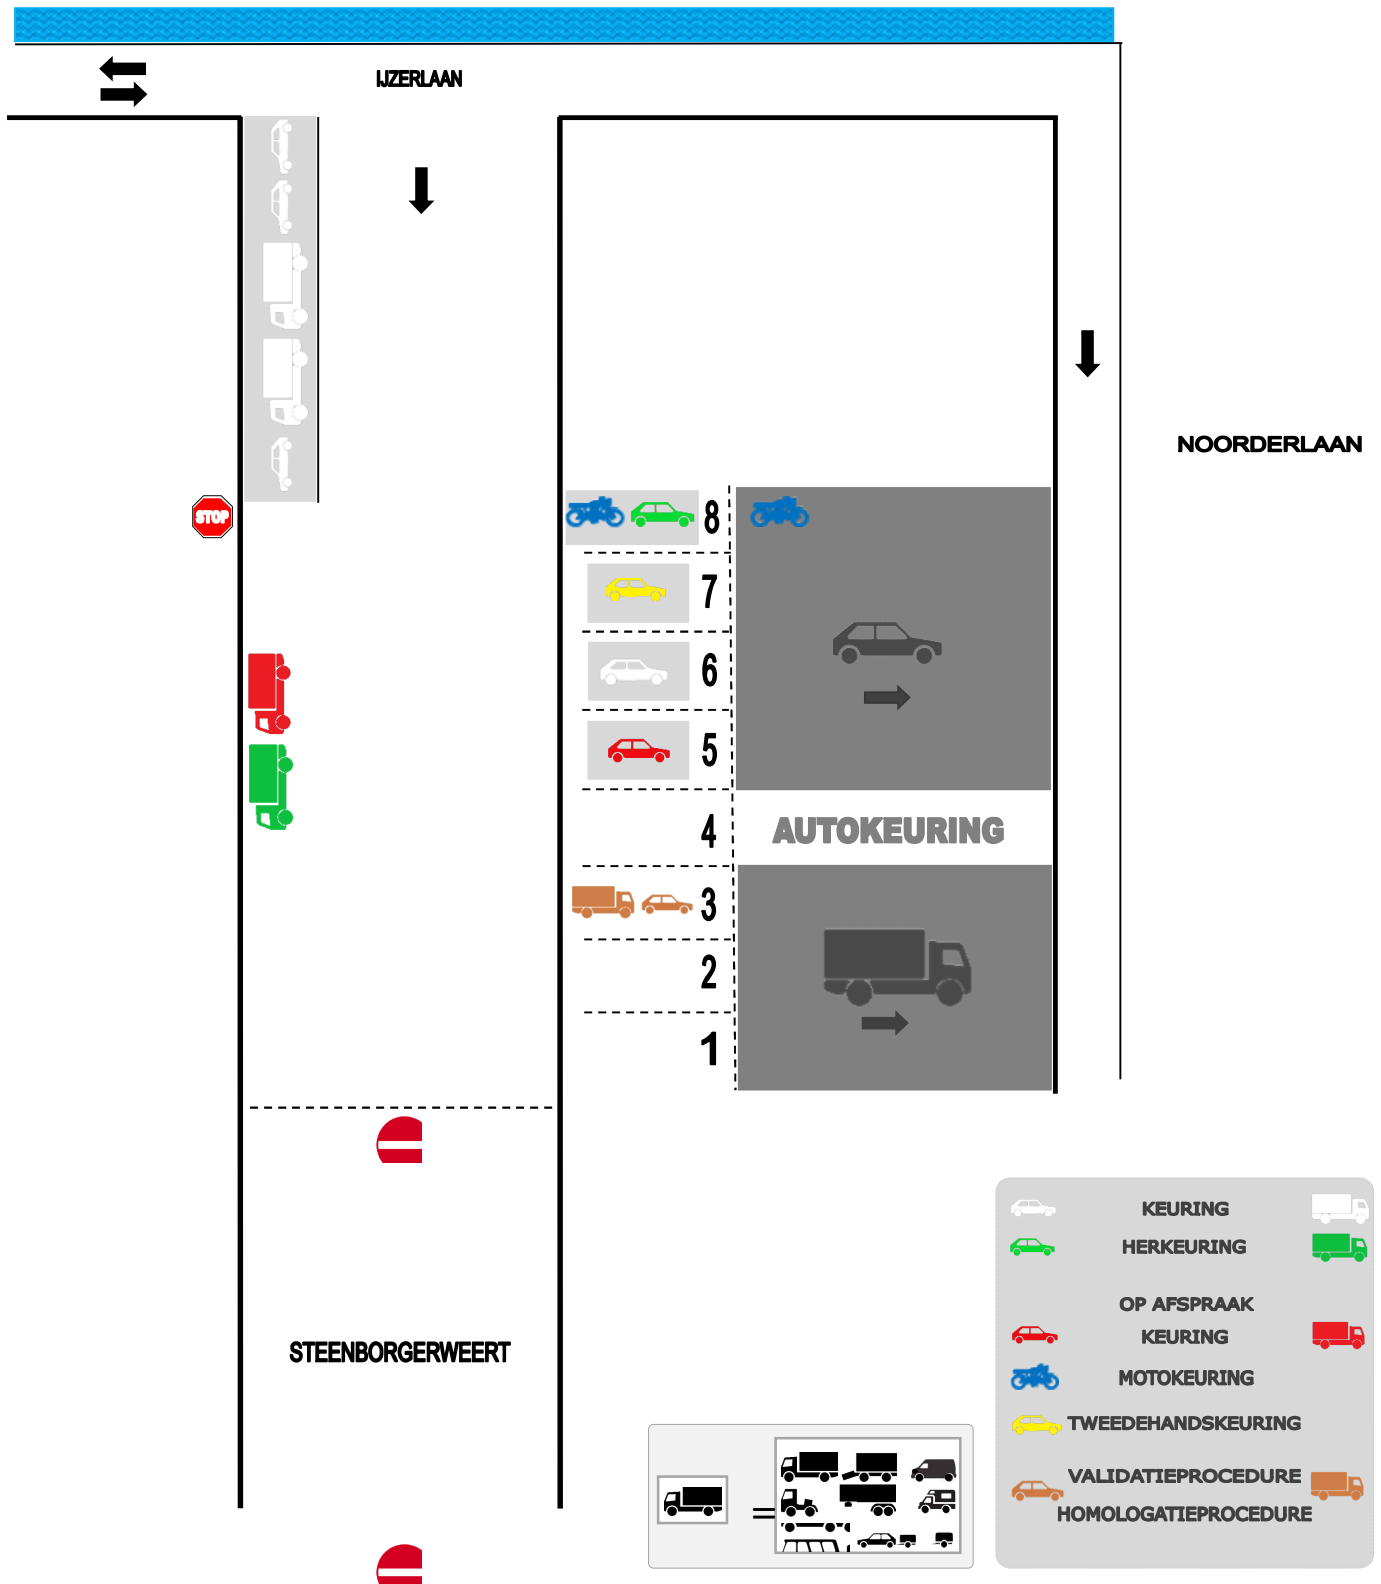 IJZERLAAN
NOORDERLAAN
STOP
8
7
6
5
4
AUTOKEURING
3
2
1
STEENBORGERWEERT
KEURING
HERKEURING
OP AFSPRAAK
KEURING
MOTOKEURING
TWEEDEHANDSKEURING
VALIDATIEPROCEDURE
HOMOLOGATIEPROCEDURE
=